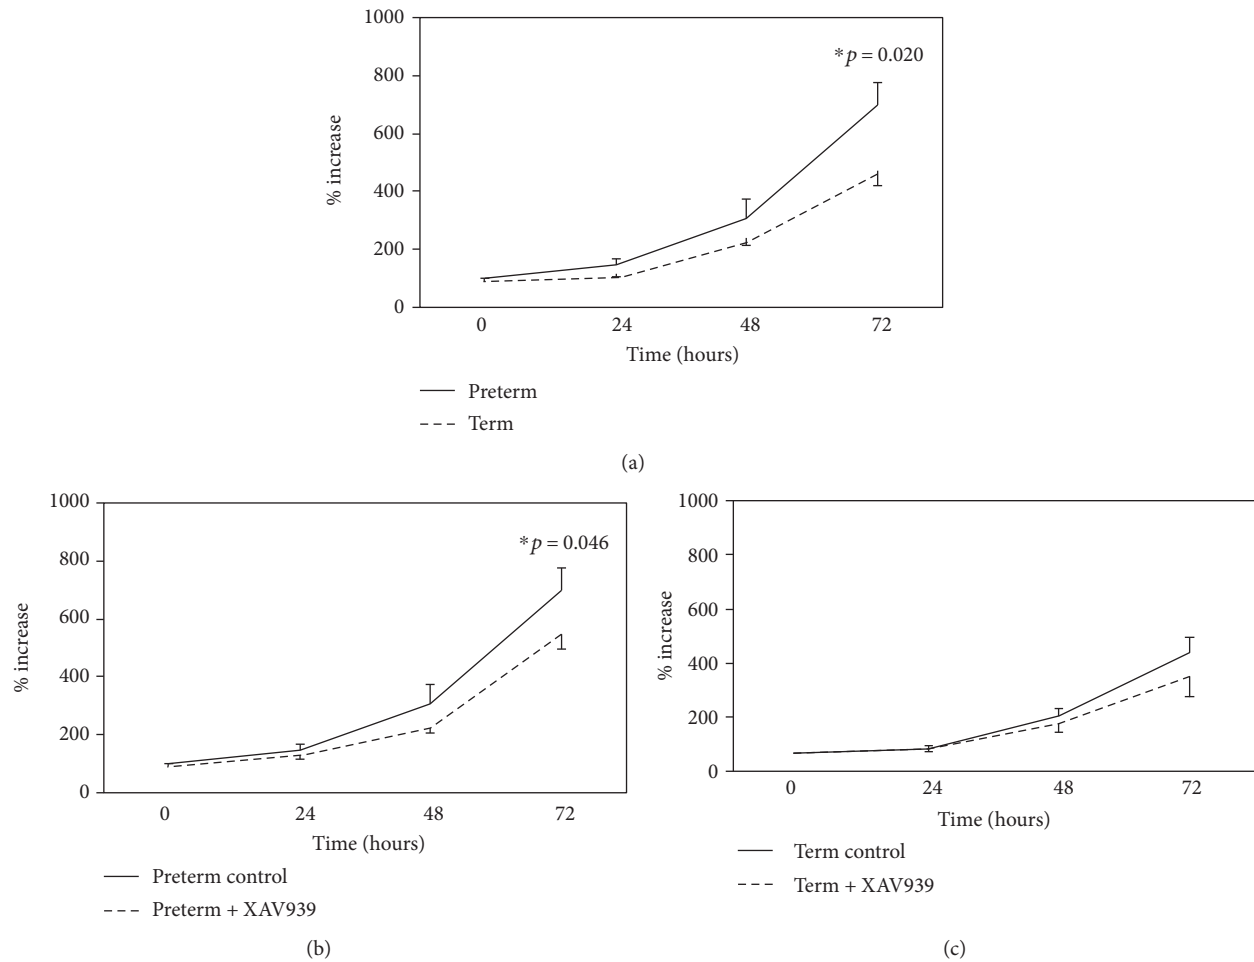 1000
800
600
400
200
0
% increase
*p = 0.020
0 24 48 72
Time (hours)
Preterm
Term
(a)
1000
800
600
400
200
0
% increase
*p = 0.046
0 24 48 72
Time (hours)
Preterm control
Preterm + XAV939
(b)
1000
800
600
400
200
0
% increase
0 24 48 72
Time (hours)
Term control
Term + XAV939
(c)